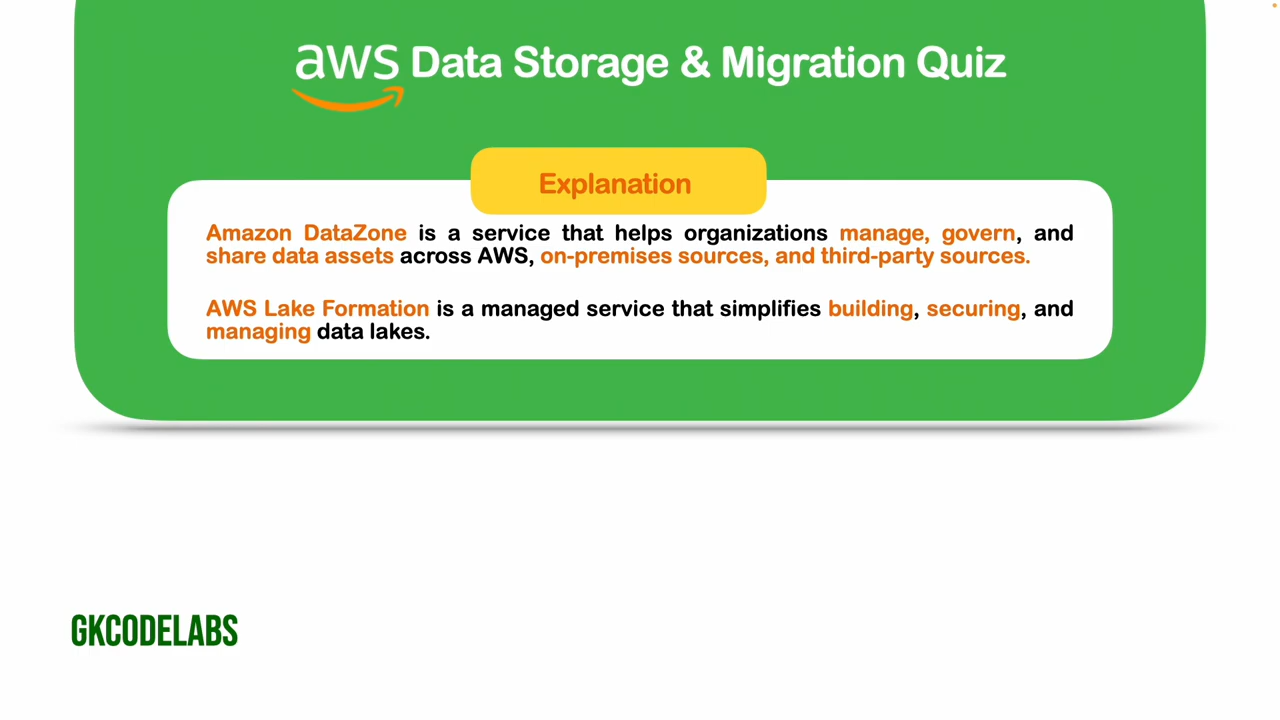 aws Data Storage & Migration Quiz
Explanation
Amazon DataZone is a service that helps organizations manage, govern, and
share data assets across AWS, on-premises sources, and third-party sources.
AWS Lake Formation is a managed service that simplifies building, securing, and
managing data lakes.
GKCODELABS